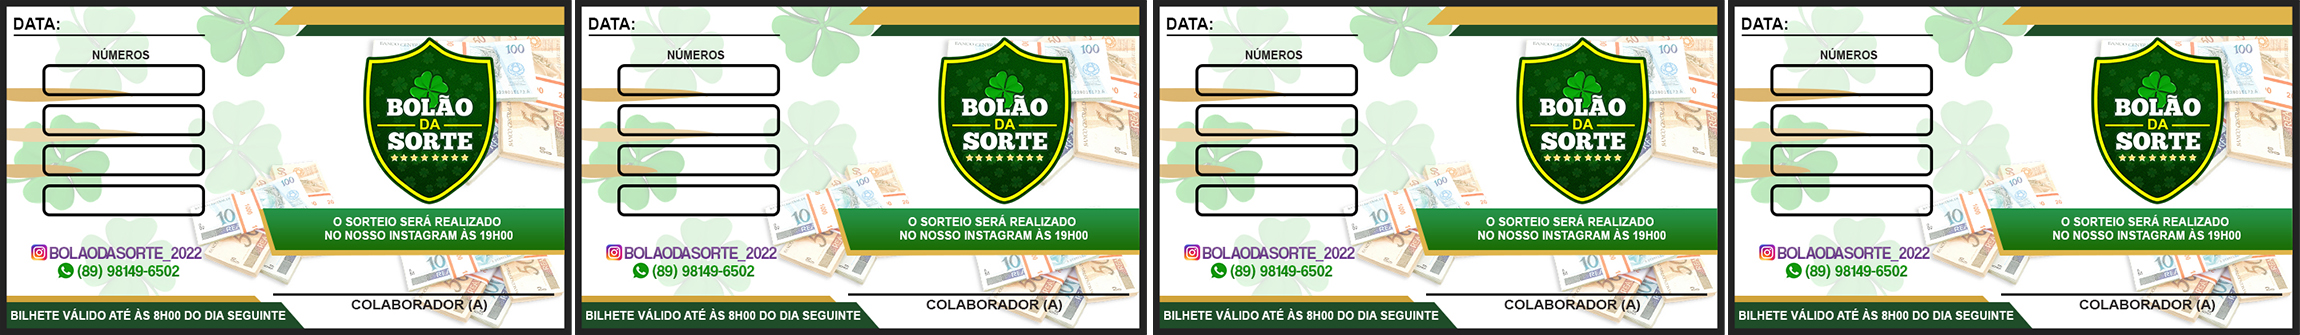 DATA:
NÚMEROS
BOLÃO
DA
SORTE
O SORTEIO SERÁ REALIZADO
NO NOSSO INSTAGRAM ÀS 19H00
BOLAODASORTE_2022
(89) 98149-6502
COLABORADOR (A)
BILHETE VÁLIDO ATÉ ÀS 8H00 DO DIA SEGUINTE
DATA:
NÚMEROS
BOLÃO
DA
SORTE
O SORTEIO SERÁ REALIZADO
NO NOSSO INSTAGRAM ÀS 19H00
BOLAODASORTE_2022
(89) 98149-6502
COLABORADOR (A)
BILHETE VÁLIDO ATÉ ÀS 8H00 DO DIA SEGUINTE
DATA:
NÚMEROS
BOLÃO
DA
SORTE
O SORTEIO SERÁ REALIZADO
NO NOSSO INSTAGRAM ÀS 19H00
BOLAODASORTE_2022
(89) 98149-6502
COLABORADOR (A)
BILHETE VÁLIDO ATÉ ÀS 8H00 DO DIA SEGUINTE
DATA:
NÚMEROS
BOLÃO
DA
SORTE
O SORTEIO SERÁ REALIZADO
NO NOSSO INSTAGRAM ÀS 19H00
BOLAODASORTE_2022
(89) 98149-6502
COLABORADOR (A)
BILHETE VÁLIDO ATÉ ÀS 8H00 DO DIA SEGUINTE